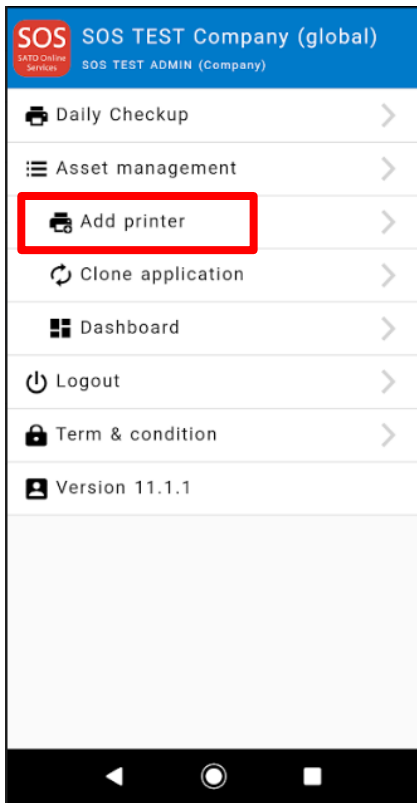 SOS
SATO Online
Services
SOS TEST Company (global)
SOS TEST ADMIN (Company)
Daily Checkup
Asset management
Add printer
Clone application
Dashboard
Logout
Term & condition
Version 11.1.1